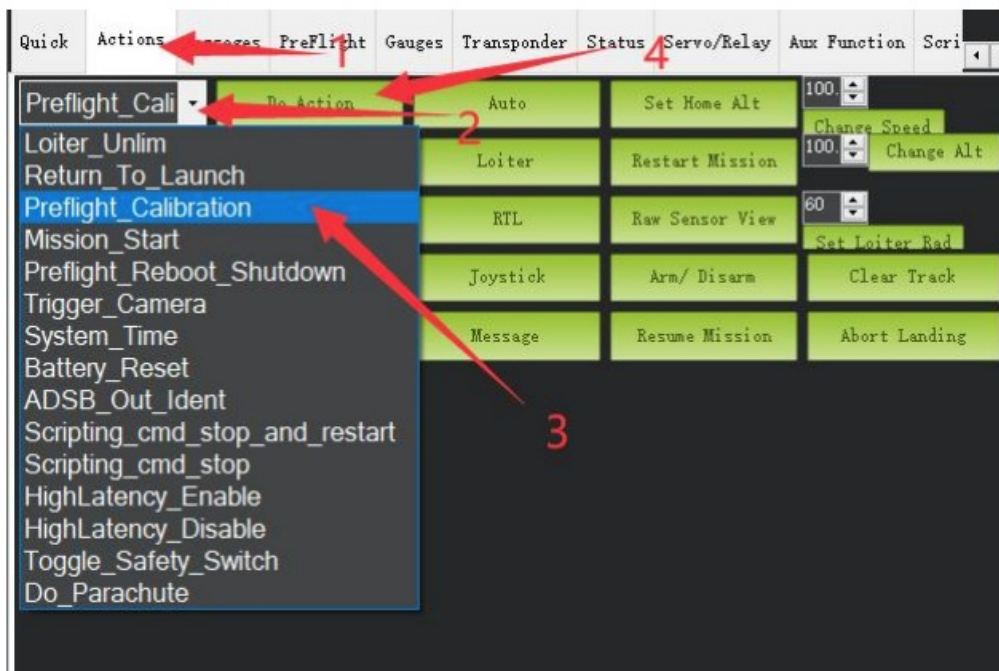 Quick Actions PreFlight Gauges Transponder Status Servo/Relay Aux Function Scri
1
4
Preflight_Cali Do Action Auto Set Home Alt 100.
2
Change Speed
Loiter_Unlim Loiter Restart Mission 100. Change Alt
Return_To_Launch
Preflight_Calibration RTL Raw Sensor View 60
Mission_Start Set Loiter Rad
Preflight_Reboot_Shutdown Joystick Arm/ Disarm Clear Track
Trigger_Camera
System_Time Message Resume Mission Abort Landing
Battery_Reset
ADSB_Out_Ident
Scripting_cmd_stop_and_restart
3
Scripting_cmd_stop
HighLatency_Enable
HighLatency_Disable
Toggle_Safety_Switch
Do_Parachute